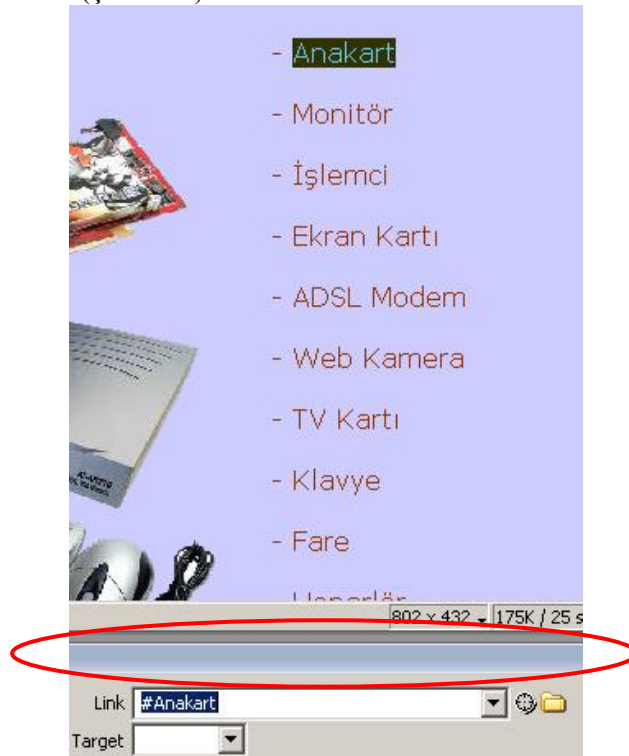 - Anakart
- Monitör
- İşlemci
- Ekran Kartı
- ADSL Modem
- Web Kamera
- TV Kartı
- Klavye
- Fare
802 x 432 175K / 25 s
Link #Anakart
Target